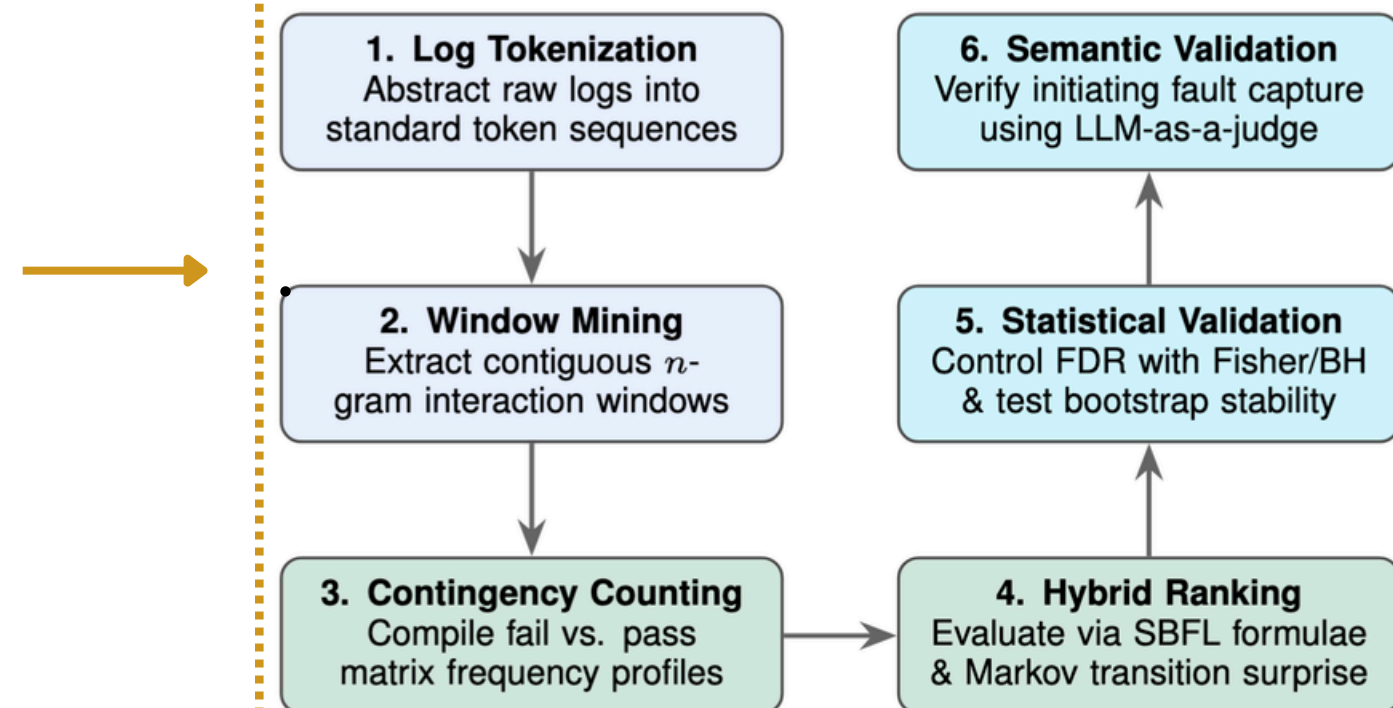 1. Log Tokenization
Abstract raw logs into
standard token sequences
2. Window Mining
Extract contiguous n-
gram interaction windows
3. Contingency Counting
Compile fail vs. pass
matrix frequency profiles
4. Hybrid Ranking
Evaluate via SBFL formulae
& Markov transition surprise
5. Statistical Validation
Control FDR with Fisher/BH
& test bootstrap stability
6. Semantic Validation
Verify initiating fault capture
using LLM-as-a-judge